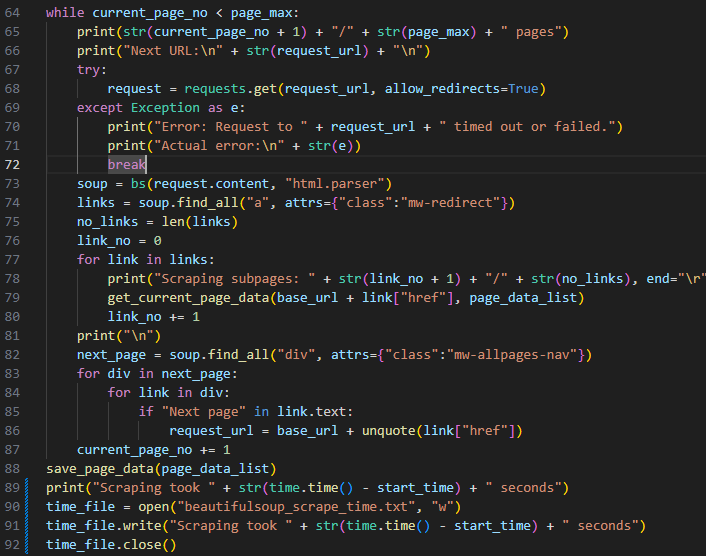 64 while current_page_no < page_max:
65     print(str(current_page_no + 1) + "/" + str(page_max) + " pages")
66     print("Next URL:\n" + str(request_url) + "\n")
67     try:
68         request = requests.get(request_url, allow_redirects=True)
69     except Exception as e:
70         print("Error: Request to " + request_url + " timed out or failed.")
71         print("Actual error:\n" + str(e))
72         break
73     soup = bs(request.content, "html.parser")
74     links = soup.find_all("a", attrs={"class":"mw-redirect"})
75     no_links = len(links)
76     link_no = 0
77     for link in links:
78         print("Scraping subpages: " + str(link_no + 1) + "/" + str(no_links), end="\r"
79         get_current_page_data(base_url + link["href"], page_data_list)
80         link_no += 1
81     print("\n")
82     next_page = soup.find_all("div", attrs={"class":"mw-allpages-nav"})
83     for div in next_page:
84         for link in div:
85             if "Next page" in link.text:
86                 request_url = base_url + unquote(link["href"])
87     current_page_no += 1
88 save_page_data(page_data_list)
89 print("Scraping took " + str(time.time() - start_time) + " seconds")
90 time_file = open("beautifulsoup_scrape_time.txt", "w")
91 time_file.write("Scraping took " + str(time.time() - start_time) + " seconds")
92 time_file.close()